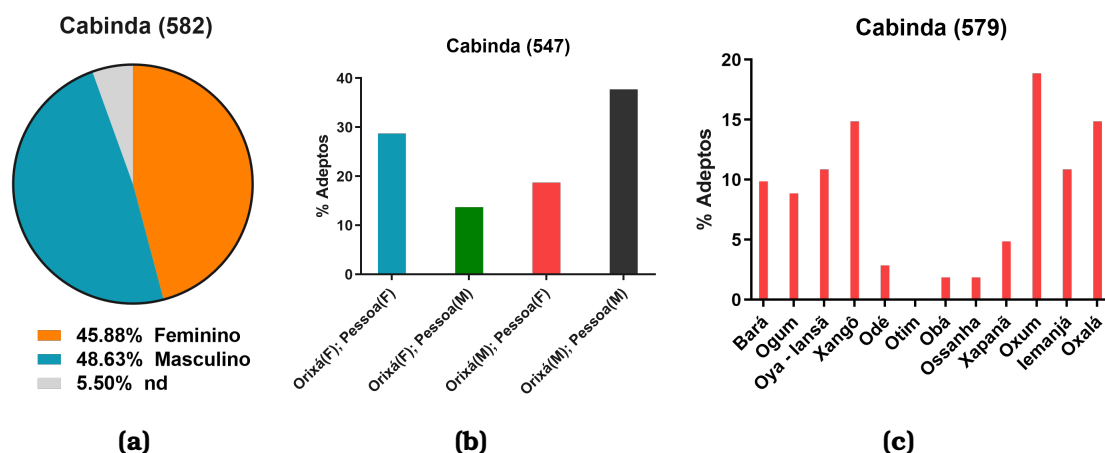 Cabinda (582)
45.88% Feminino
48.63% Masculino
5.50% nd
(a)
Cabinda (547)
% Adeptos
40
30
20
10
0
Orixá(F); Pessoa(F)
Orixá(F); Pessoa(M)
Orixá(M); Pessoa(F)
Orixá(M); Pessoa(M)
(b)
Cabinda (579)
% Adeptos
20
15
10
5
0
Bará
Ogum
Oya - Iansã
Xangô
Odé
Otim
Obá
Ossanha
Xapanã
Oxum
Iemanjá
Oxalá
(c)